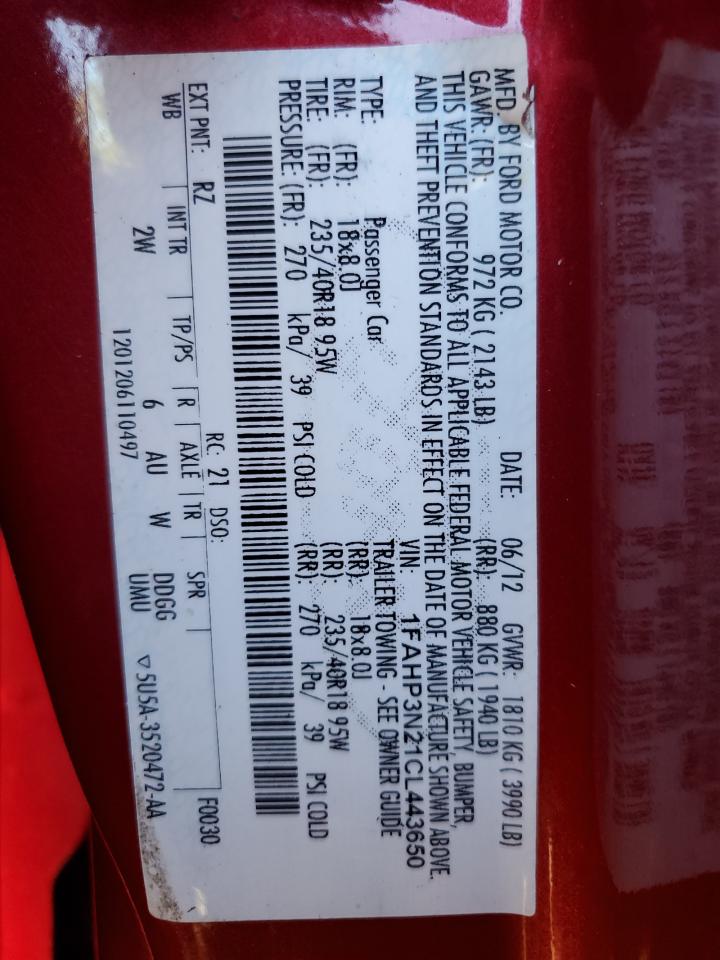 MFD. BY FORD MOTOR CO. DATE: 06/12 GVWR: 1810 KG ( 3990 LB)
GAWR: (FR): 972 KG ( 2143 LB) (RR): 880 KG ( 1940 LB)
THIS VEHICLE CONFORMS TO ALL APPLICABLE FEDERAL MOTOR VEHICLE SAFETY, BUMPER,
AND THEFT PREVENTION STANDARDS IN EFFECT ON THE DATE OF MANUFACTURE SHOWN ABOVE.
VIN: 1FAHP3N21CL443650
TYPE: Passenger Car TRAILER TOWING - SEE OWNER GUIDE
RIM: (FR): 18x8.0J (RR): 18x8.0J
TIRE: (FR): 235/40R18 95W (RR): 235/40R18 95W
PRESSURE: (FR): 270 kPa/ 39 PSI COLD (RR): 270 kPa/ 39 PSI COLD
F0030
EXT PNT: RZ RC: 21 DSO:
WB INT TR TP/PS R AXLE TR SPR
2W 6 AU W DDGG
UMU
1201206110497 ▽5U5A-3520472-AA